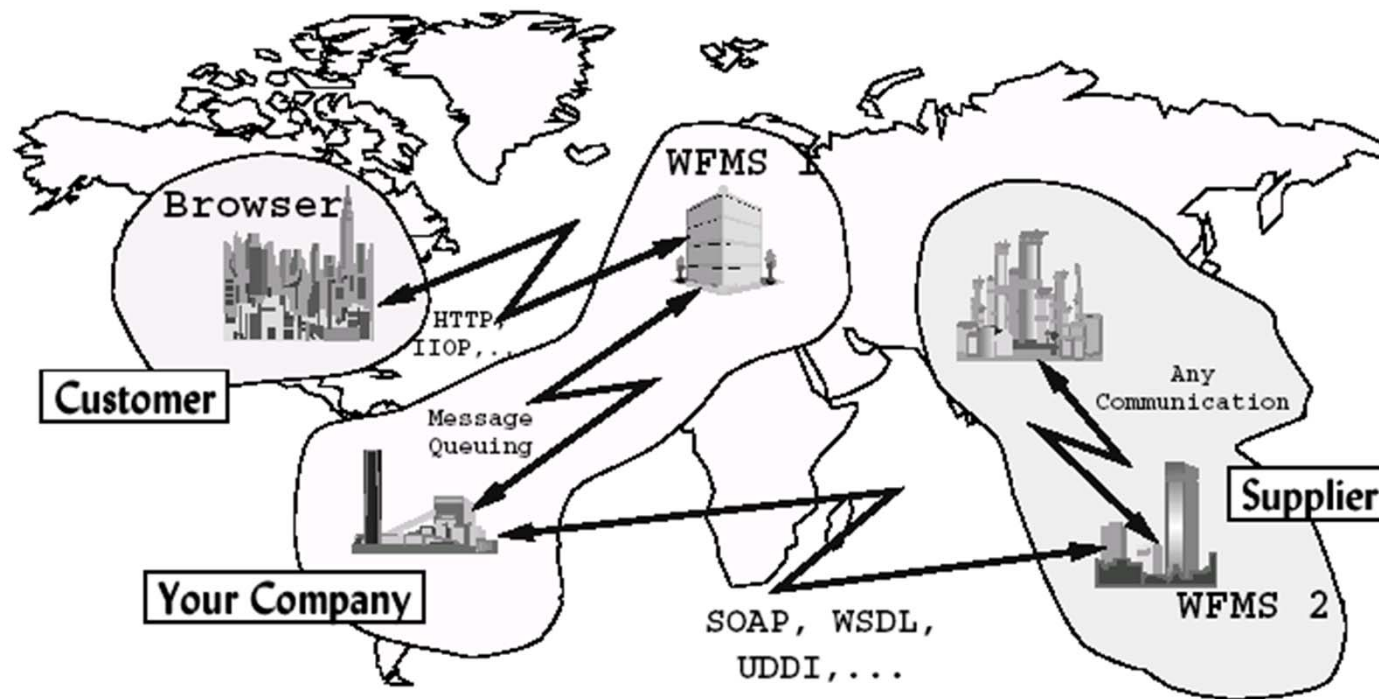 WFMS 1
Browser
HTTP,
IIOP,..
Customer
Message
Queuing
Any
Communication
Supplier
Your Company
WFMS 2
SOAP, WSDL,
UDDI,...